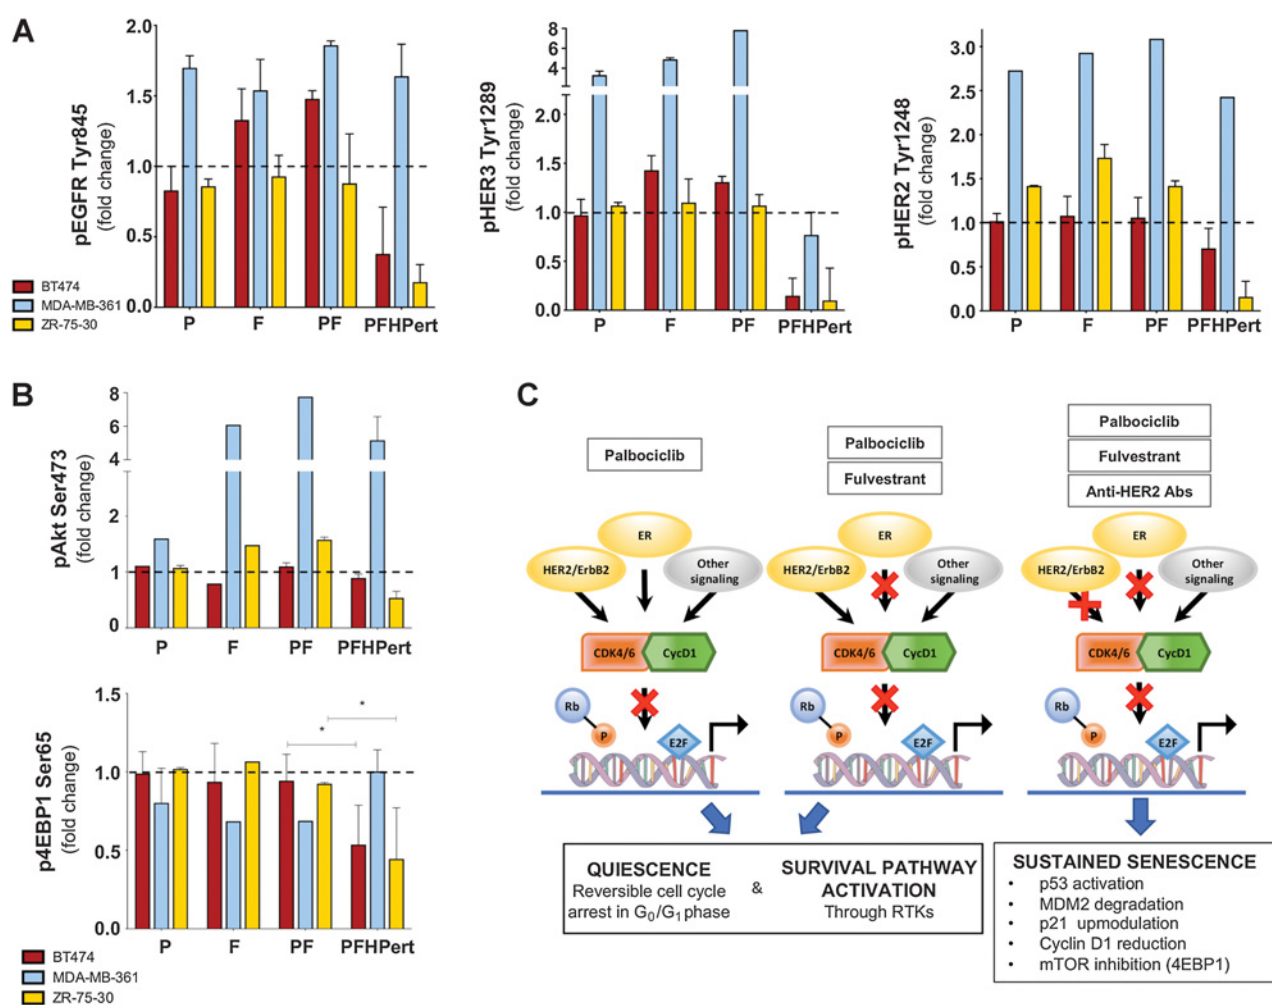 A
pEGFR Tyr845
(fold change)
2.0
1.5
1.0
0.5
0.0
P
F
PF
PFHPert
BT474
MDA-MB-361
ZR-75-30
pHER3 Tyr1289
(fold change)
8
6
4
2.0
1.5
1.0
0.5
0.0
P
F
PF
PFHPert
pHER2 Tyr1248
(fold change)
3.0
2.5
2.0
1.5
1.0
0.5
0.0
P
F
PF
PFHPert
B
pAkt Ser473
(fold change)
8
6
4
2
1
0
P
F
PF
PFHPert
p4EBP1 Ser65
(fold change)
1.5
1.0
0.5
0.0
*
*
P
F
PF
PFHPert
BT474
MDA-MB-361
ZR-75-30
C
Palbociclib
ER
HER2/ErbB2
Other
signaling
CDK4/6
CycD1
Rb
P
E2F
Palbociclib
Fulvestrant
ER
HER2/ErbB2
Other
signaling
CDK4/6
CycD1
Rb
P
E2F
Palbociclib
Fulvestrant
Anti-HER2 Abs
ER
HER2/ErbB2
Other
signaling
CDK4/6
CycD1
Rb
P
E2F
QUIESCENCE
Reversible cell cycle
arrest in G0/G1 phase
&
SURVIVAL PATHWAY
ACTIVATION
Through RTKs
SUSTAINED SENESCENCE
• p53 activation
• MDM2 degradation
• p21 upmodulation
• Cyclin D1 reduction
• mTOR inhibition (4EBP1)